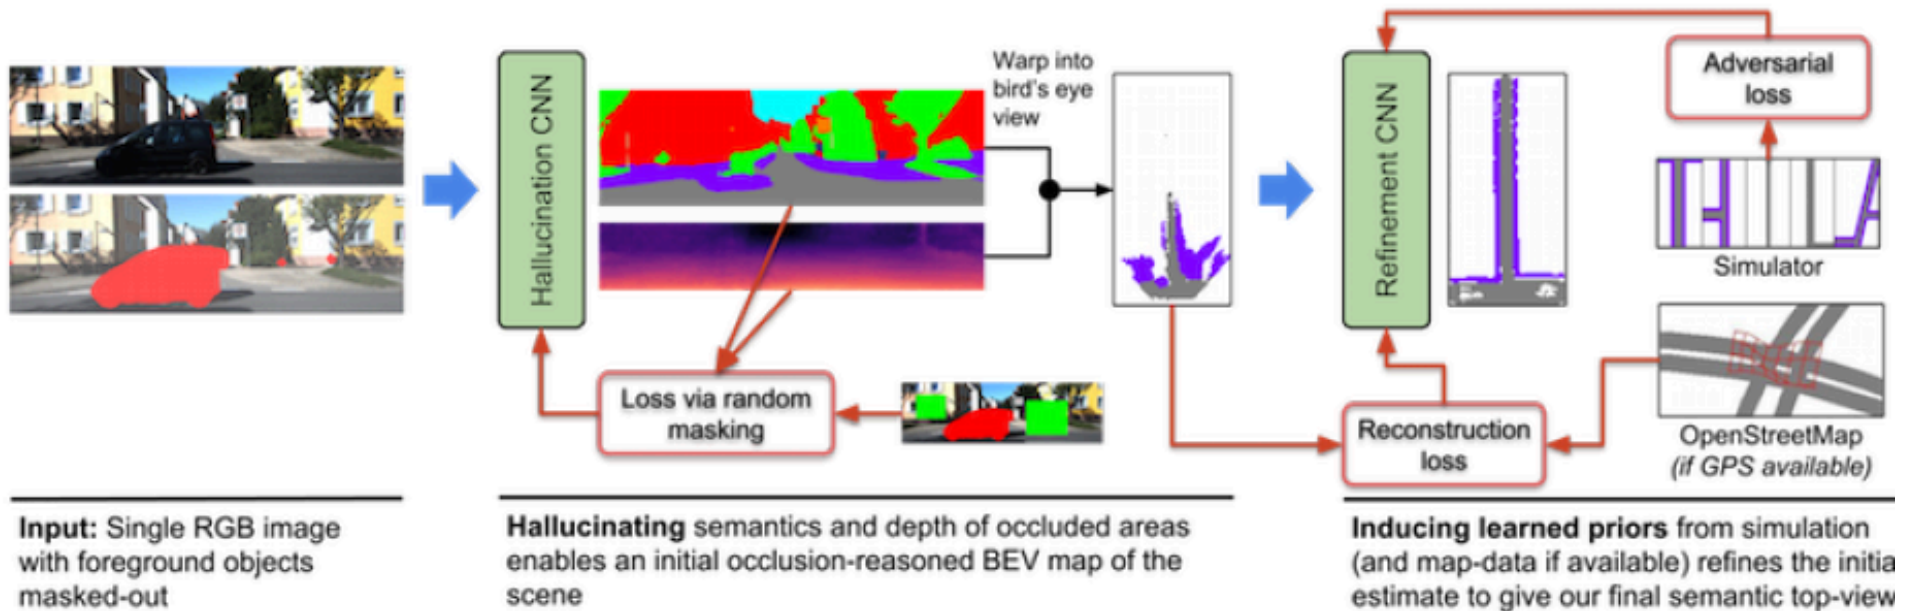 Hallucination CNN
Warp into
bird's eye
view
Refinement CNN
Adversarial
loss
Simulator
Loss via random
masking
Reconstruction
loss
OpenStreetMap
(if GPS available)
Input: Single RGB image
with foreground objects
masked-out
Hallucinating semantics and depth of occluded areas
enables an initial occlusion-reasoned BEV map of the
scene
Inducing learned priors from simulation
(and map-data if available) refines the initia
estimate to give our final semantic top-view